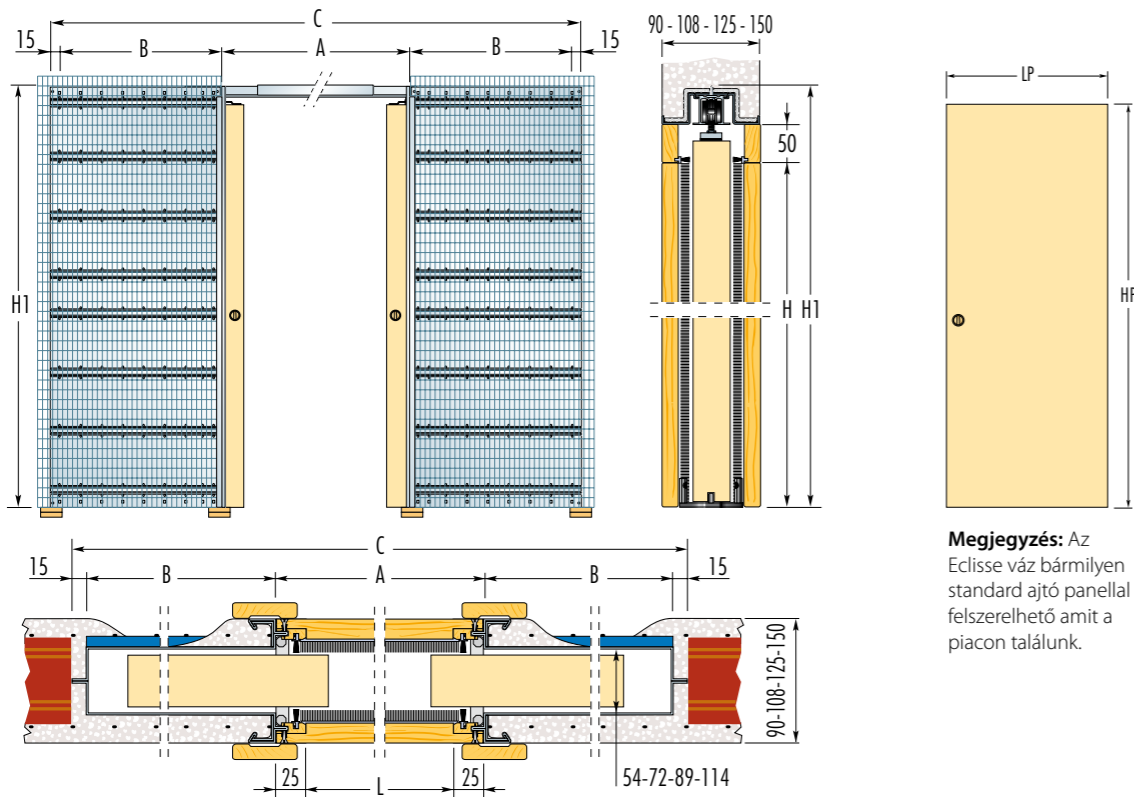 C
15
B
A
B
15
H1
90 - 108 - 125 - 150
50
H
H1
LP
Megjegyzés: Az
Eclisse váz bármilyen
standard ajtó panellal
felszerelhető amit a
piacon találunk.
C
15
B
A
B
15
90-108-125-150
25
L
25
54-72-89-114